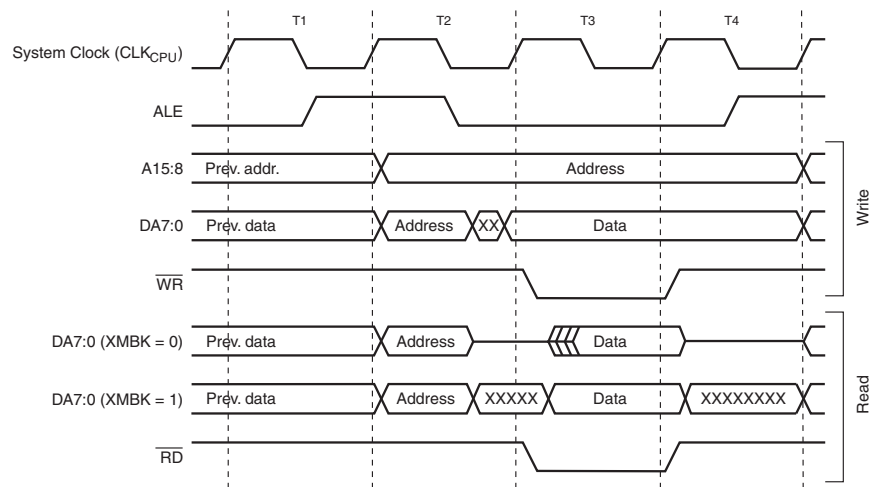 T1 T2 T3 T4
System Clock (CLKCPU)
ALE
A15:8 Prev. addr. Address
DA7:0 Prev. data Address XX Data
WR
Write
DA7:0 (XMBK = 0) Prev. data Address Data
DA7:0 (XMBK = 1) Prev. data Address XXXXX Data XXXXXXXX
RD
Read